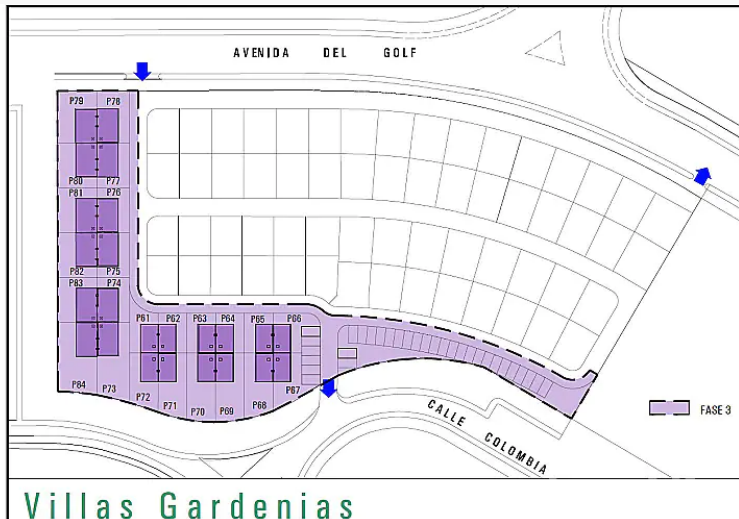 AVENIDA DEL GOLF
P79 P78
P80 P77
P81 P76
P82 P75
P83 P74
P61 P62 P63 P64 P65 P66
P84 P73
P72
P71
P70 P69
P68
P67
CALLE COLOMBIA
FASE 3
Villas Gardenias